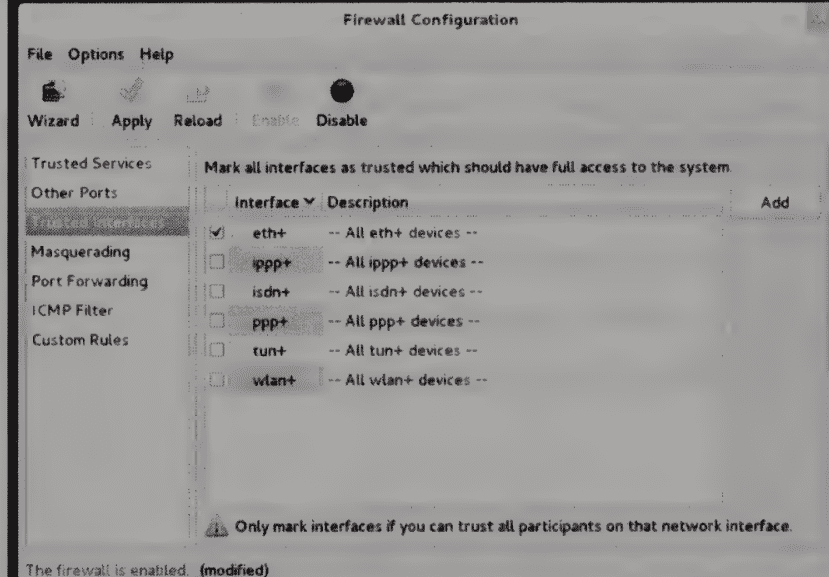 Firewall Configuration
File Options Help
Wizard Apply Reload Enable Disable
Trusted Services
Other Ports
Trusted Interfaces
Masquerading
Port Forwarding
ICMP Filter
Custom Rules
Mark all interfaces as trusted which should have full access to the system.
Interface Description
eth+ -- All eth+ devices --
ippp+ -- All ippp+ devices --
isdn+ -- All isdn+ devices --
ppp+ -- All ppp+ devices --
tun+ -- All tun+ devices --
wlan+ -- All wlan+ devices --
Add
Only mark interfaces if you can trust all participants on that network interface.
The firewall is enabled. (modified)